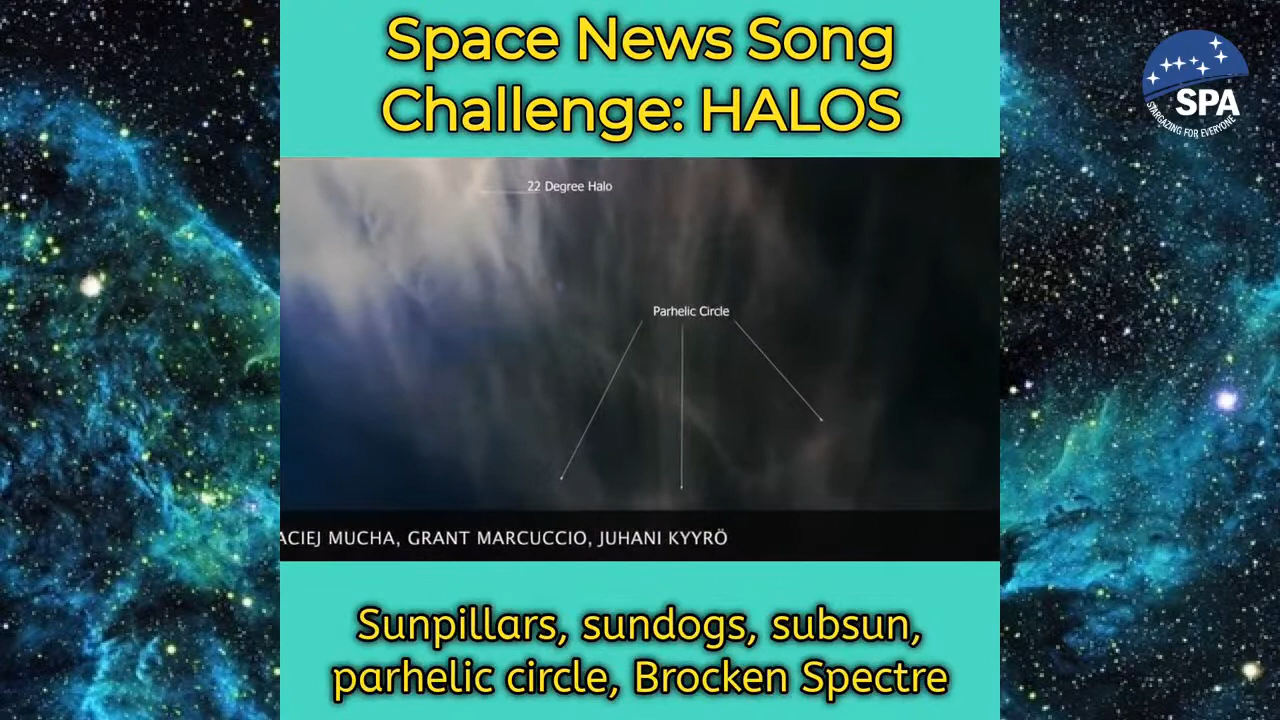 Space News Song
Challenge: HALOS
SPA
STARGAZING FOR EVERYONE
22 Degree Halo
Parhelic Circle
ACIEJ MUCHA, GRANT MARCUCCIO, JUHANI KYYRÖ
Sunpillars, sundogs, subsun,
parhelic circle, Brocken Spectre